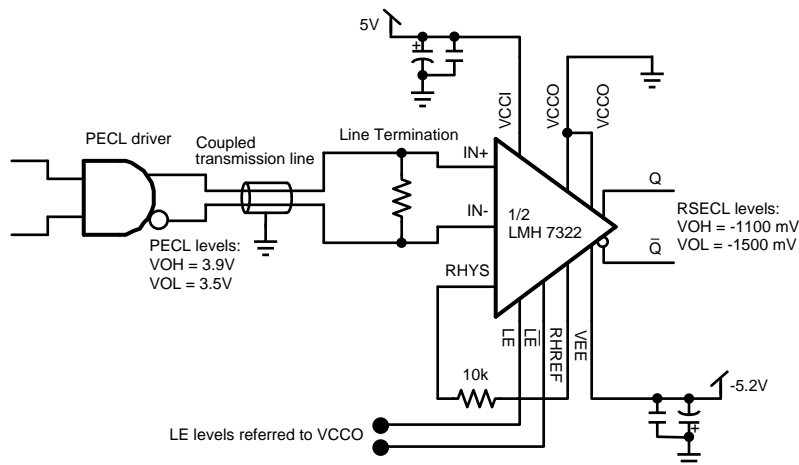 5V
VCCI
VCCO
VCCO
PECL driver
Coupled
transmission line
Line Termination
IN+
IN-
1/2
LMH 7322
RHYS
Q
Q̅
RSECL levels:
VOH = -1100 mV
VOL = -1500 mV
PECL levels:
VOH = 3.9V
VOL = 3.5V
LE
L̅E̅
RHREF
VEE
10k
-5.2V
LE levels referred to VCCO
+
+